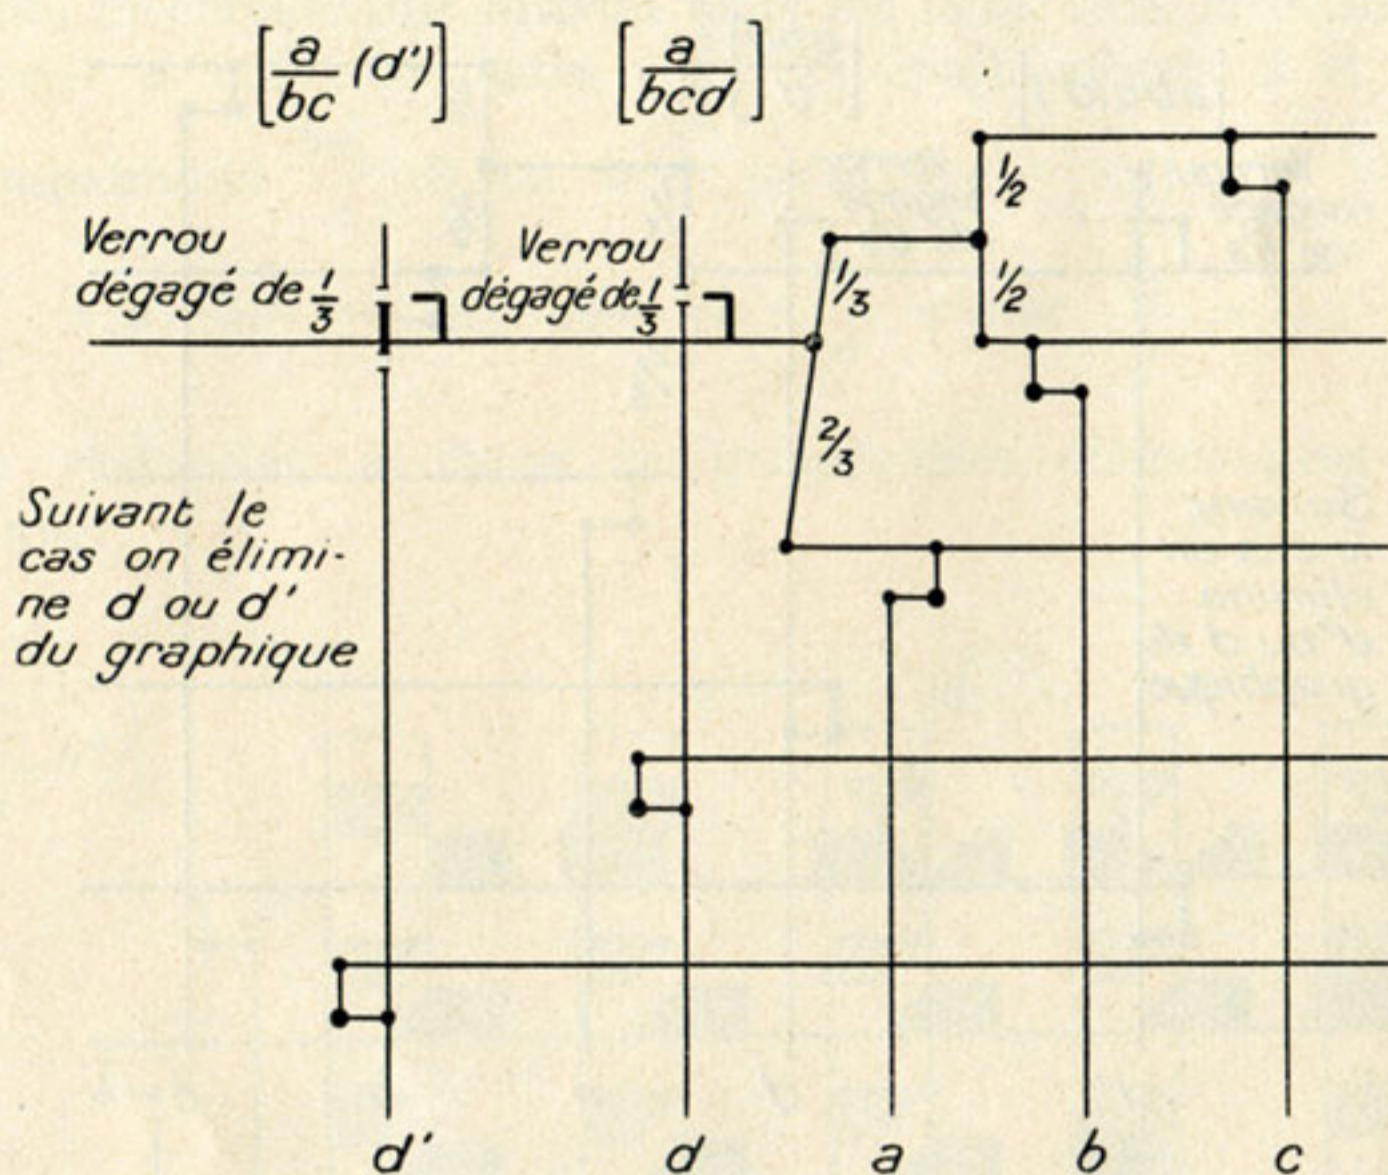 [a/bc (d')]
[a/bcd]
Verrou
dégagé de 1/3
Verrou
dégagé de 1/3
1/2
1/2
1/3
2/3
Suivant le
cas on élimi-
ne d ou d'
du graphique
d' d a b c